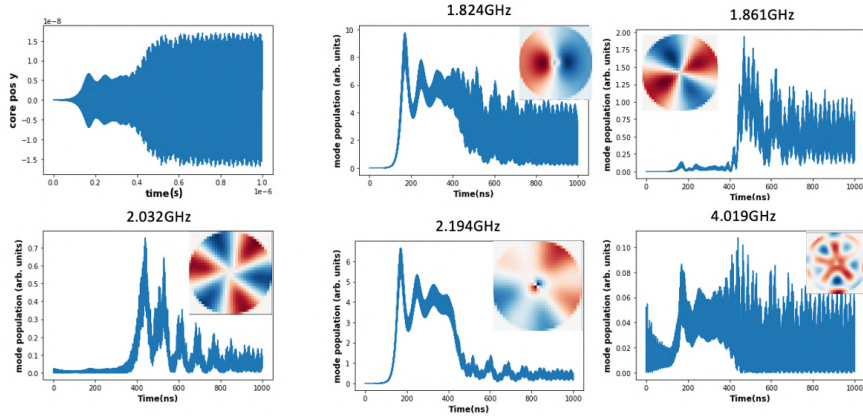 1.824GHz
1.861GHz
1e-8
1.5
1.0
0.5
0.0
-0.5
-1.0
-1.5
core pos y
0.0 0.2 0.4 0.6 0.8 1.0
time(s)
1e-6
10
8
6
4
2
0
mode population (arb. units)
0 200 400 600 800 1000
Time(ns)
2.00
1.75
1.50
1.25
1.00
0.75
0.50
0.25
0.00
mode population (arb. units)
0 200 400 600 800 1000
Time(ns)
2.032GHz
2.194GHz
4.019GHz
0.7
0.6
0.5
0.4
0.3
0.2
0.1
0.0
mode population (arb. units)
0 200 400 600 800 1000
Time(ns)
6
5
4
3
2
1
0
mode population (arb. units)
0 200 400 600 800 1000
Time(ns)
0.10
0.08
0.06
0.04
0.02
0.00
mode population (arb. units)
0 200 400 600 800 1000
Time(ns)